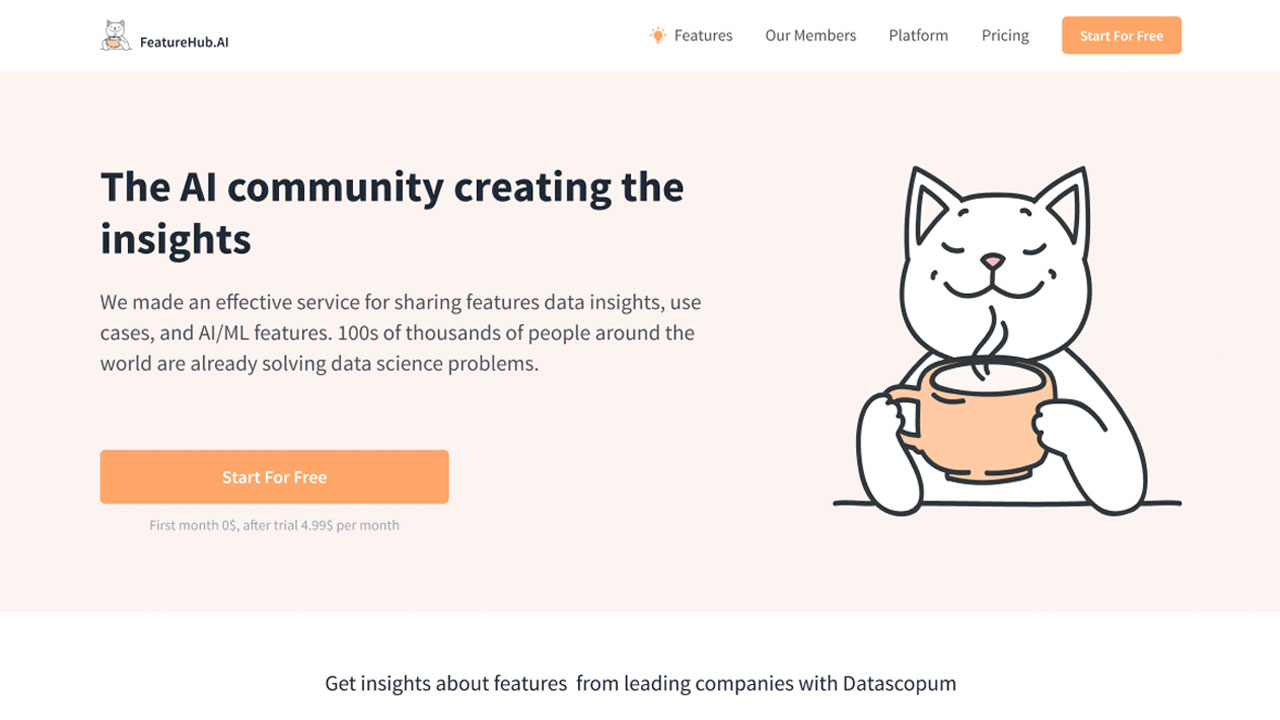 FeatureHub.AI
Features
Our Members
Platform
Pricing
Start For Free
The AI community creating the
insights
We made an effective service for sharing features data insights, use
cases, and AI/ML features. 100s of thousands of people around the
world are already solving data science problems.
Start For Free
First month 0$, after trial 4.99$ per month
Get insights about features  from leading companies with Datascopum